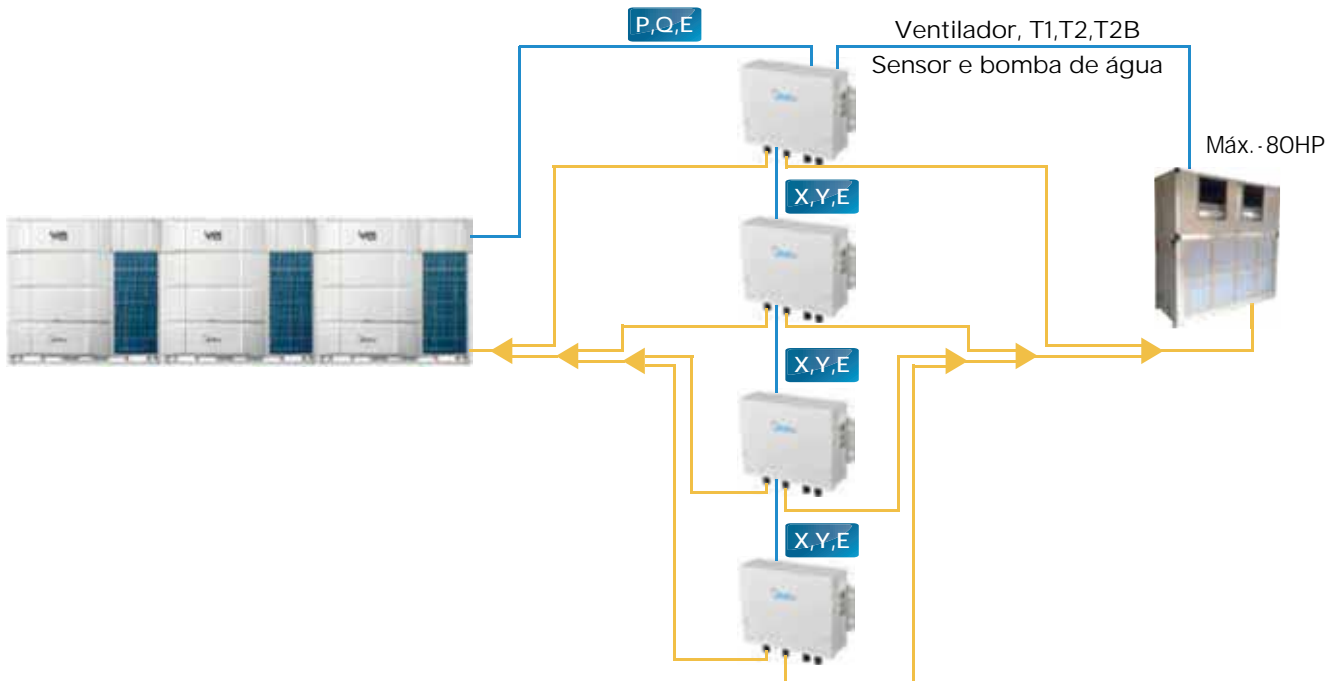 P,Q,E
Ventilador, T1,T2,T2B
Sensor e bomba de água
Máx.-80HP
X,Y,E
X,Y,E
X,Y,E